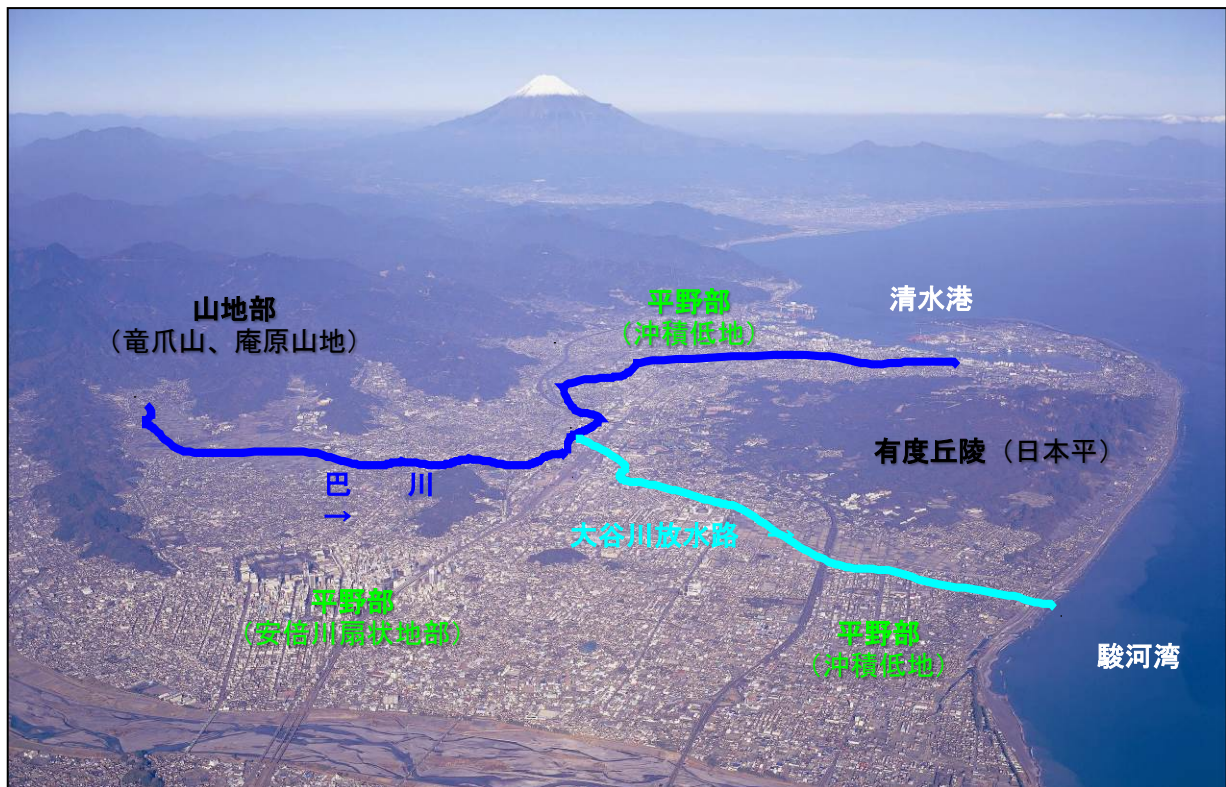 山地部
（竜爪山、庵原山地）
平野部
（沖積低地）
清水港
有度丘陵（日本平）
巴 川
→
大谷川放水路
平野部
（安倍川扇状地部）
平野部
（沖積低地）
駿河湾